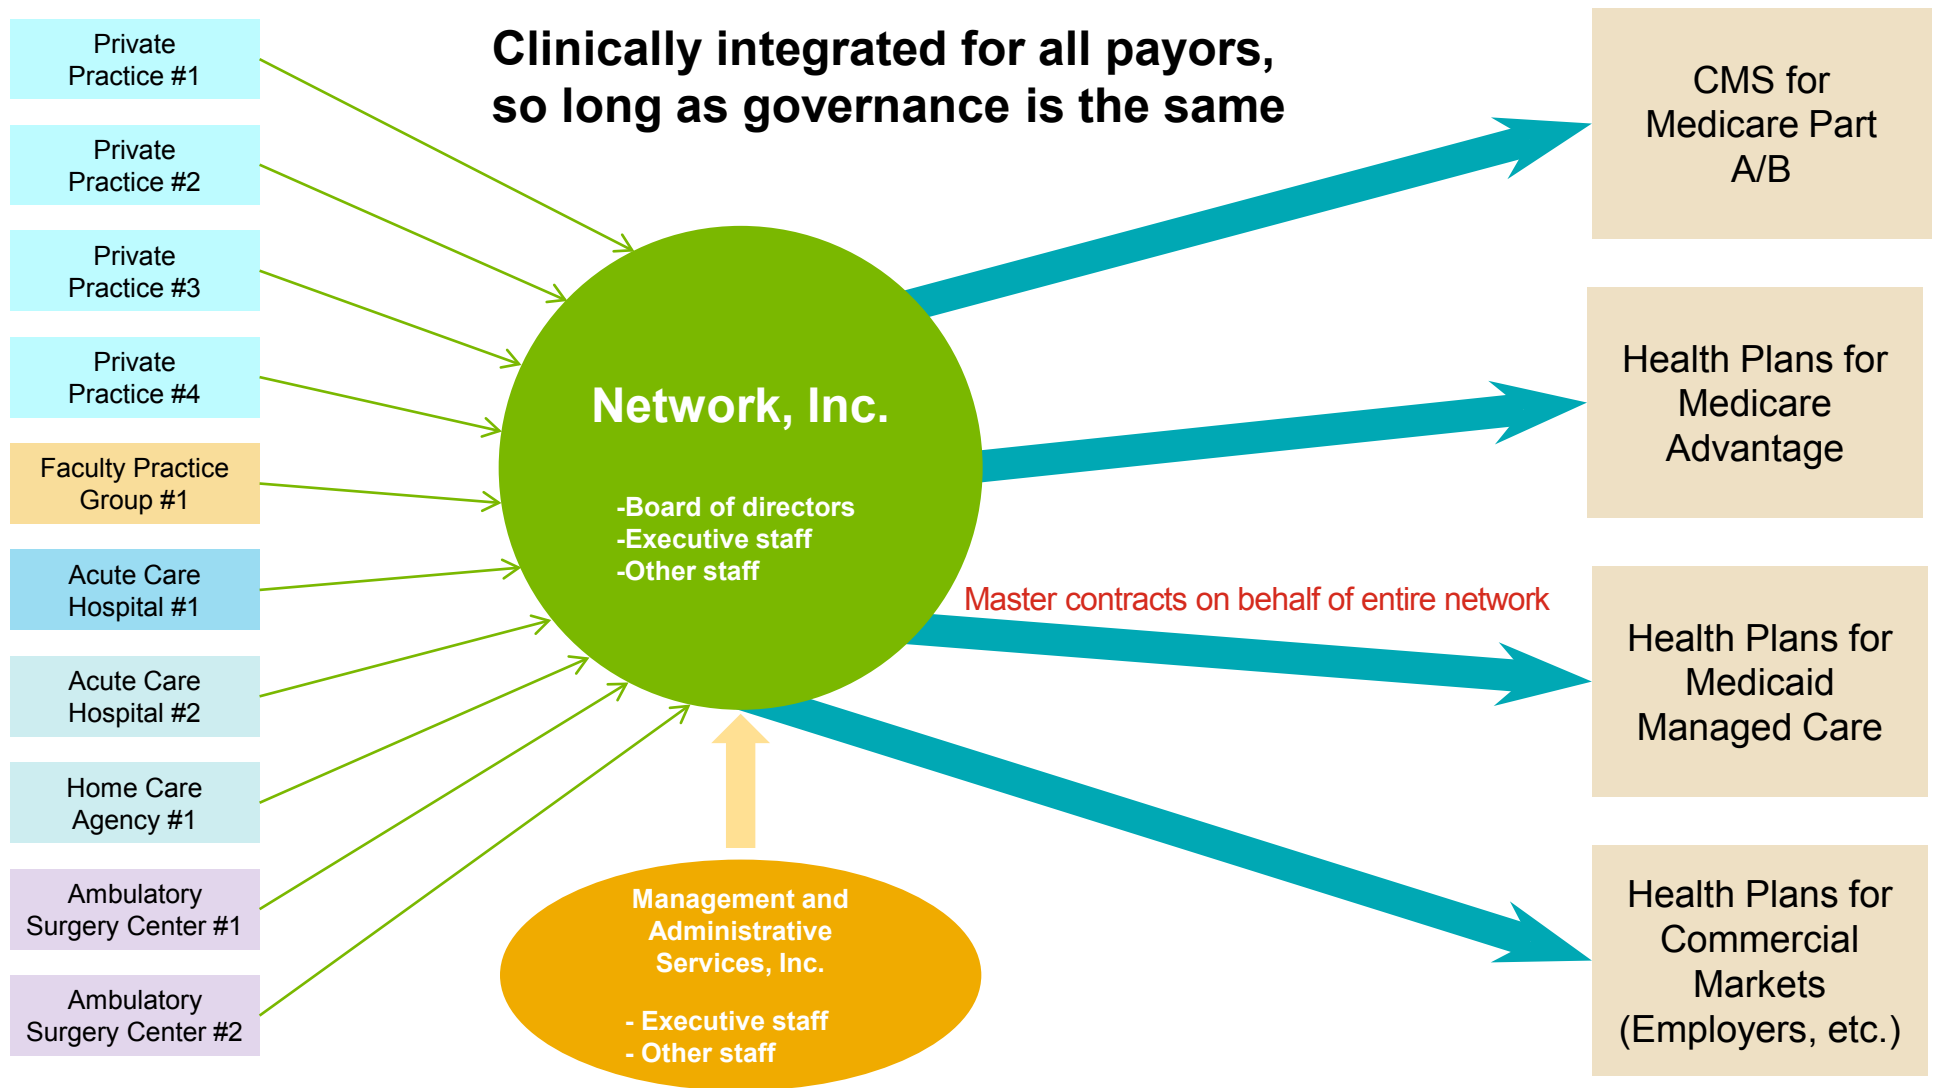 Clinically integrated for all payors,
so long as governance is the same
Private
Practice #1
Private
Practice #2
Private
Practice #3
Private
Practice #4
Faculty Practice
Group #1
Acute Care
Hospital #1
Acute Care
Hospital #2
Home Care
Agency #1
Ambulatory
Surgery Center #1
Ambulatory
Surgery Center #2
Network, Inc.
-Board of directors
-Executive staff
-Other staff
Management and
Administrative
Services, Inc.
- Executive staff
- Other staff
Master contracts on behalf of entire network
CMS for
Medicare Part
A/B
Health Plans for
Medicare
Advantage
Health Plans for
Medicaid
Managed Care
Health Plans for
Commercial
Markets
(Employers, etc.)